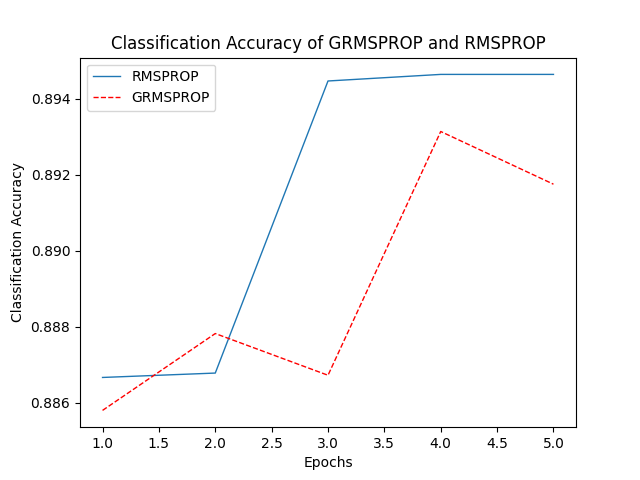 Classification Accuracy of GRMSPROP and RMSPROP
RMSPROP
GRMSPROP
0.894
0.892
0.890
0.888
0.886
Classification Accuracy
1.0 1.5 2.0 2.5 3.0 3.5 4.0 4.5 5.0
Epochs